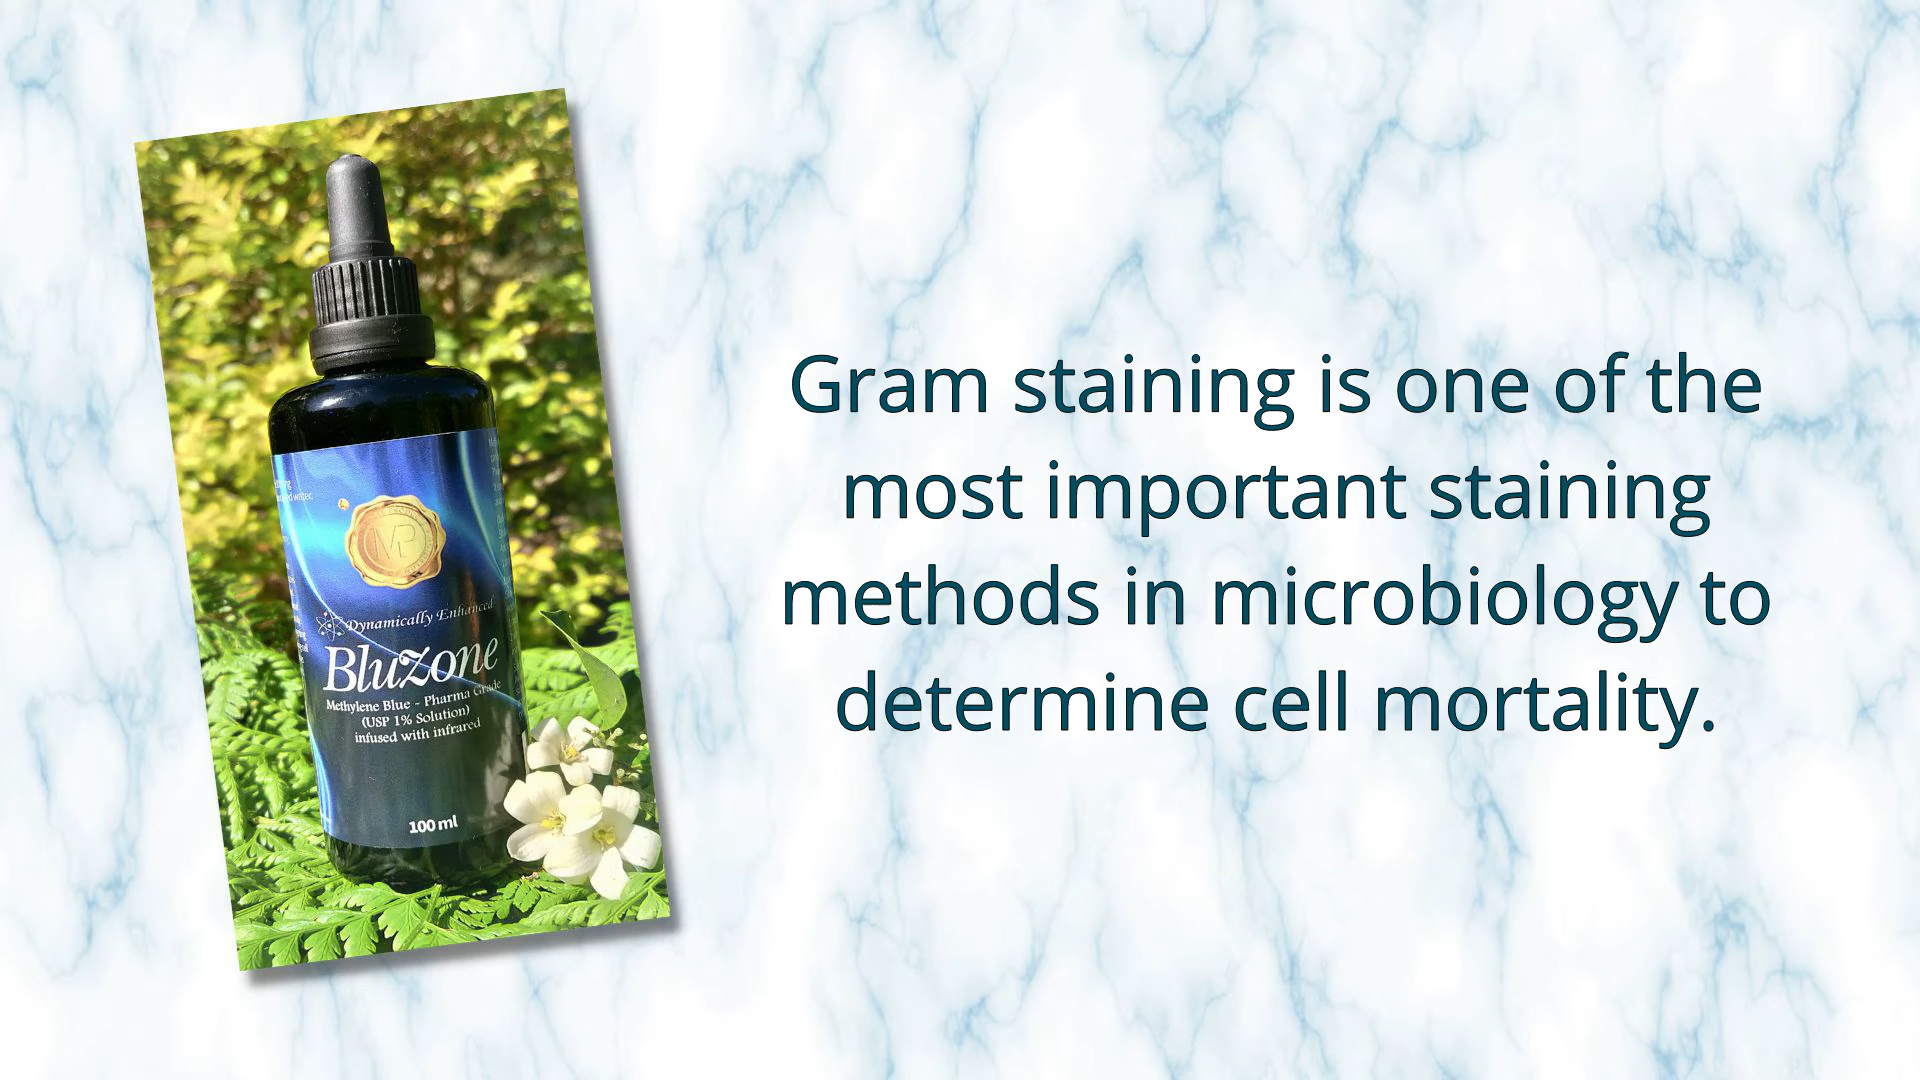 MP
Dynamically Enhanced
Bluzone
Methylene Blue - Pharma Grade
(USP 1% Solution)
infused with infrared
100 ml
Gram staining is one of the
most important staining
methods in microbiology to
determine cell mortality.